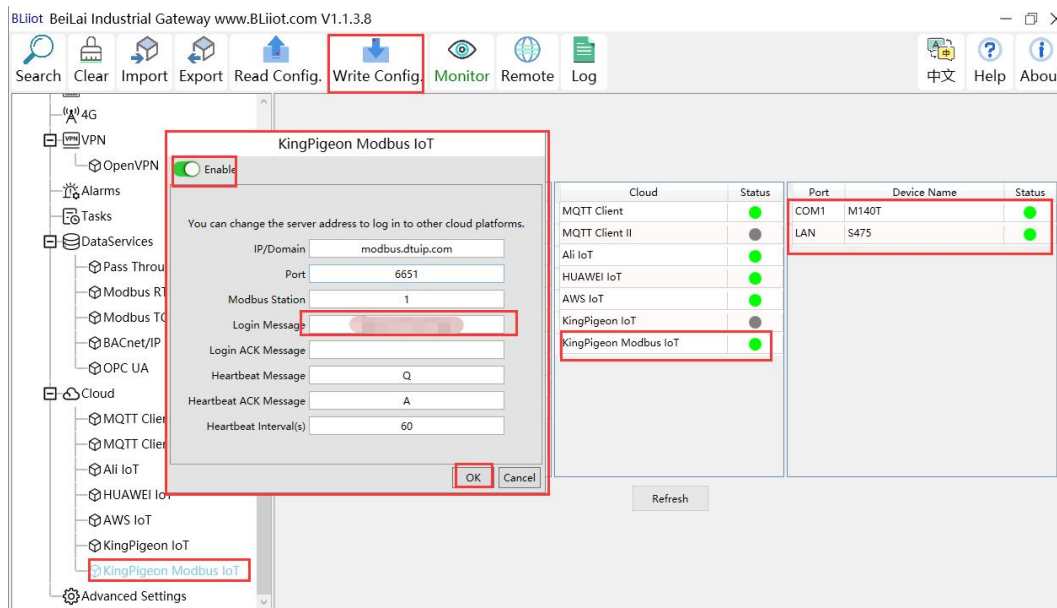 BLiiot BeiLai Industrial Gateway www.BLiiot.com V1.1.3.8
Search Clear Import Export Read Config. Write Config. Monitor Remote Log 中文 Help Abou
4G
VPN
OpenVPN
Alarms
Tasks
DataServices
Pass Throu
Modbus RT
Modbus TC
BACnet/IP
OPC UA
Cloud
MQTT Clie
MQTT Clie
Ali IoT
HUAWEI IoT
AWS IoT
KingPigeon IoT
KingPigeon Modbus IoT
Advanced Settings
KingPigeon Modbus IoT
Enable
You can change the server address to log in to other cloud platforms.
IP/Domain modbus.dtuip.com
Port 6651
Modbus Station 1
Login Message
Login ACK Message
Heartbeat Message Q
Heartbeat ACK Message A
Heartbeat Interval(s) 60
OK Cancel
Cloud Status
MQTT Client
MQTT Client II
Ali IoT
HUAWEI IoT
AWS IoT
KingPigeon IoT
KingPigeon Modbus IoT
Refresh
Port Device Name Status
COM1 M140T
LAN S475